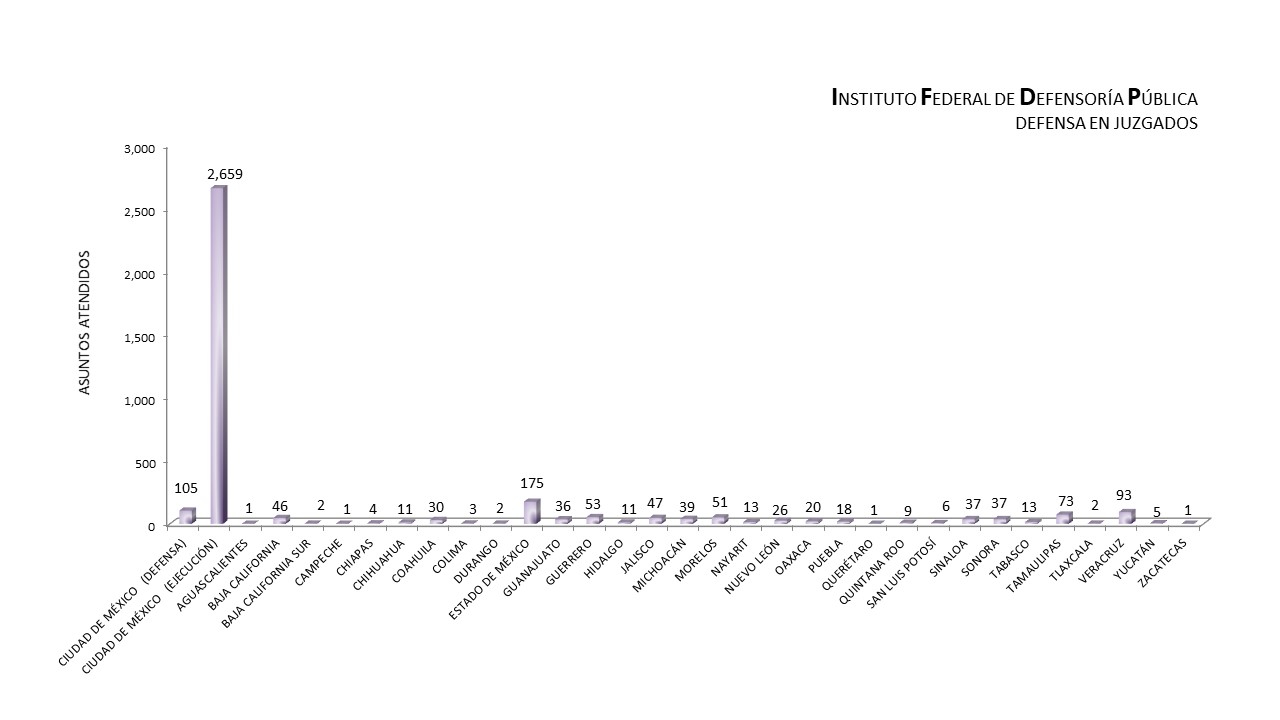 INSTITUTO FEDERAL DE DEFENSORÍA PÚBLICA
DEFENSA EN JUZGADOS
ASUNTOS ATENDIDOS
3,000
2,500
2,000
1,500
1,000
500
0
105
2,659
1
46
2
1
4
11
30
3
2
175
36
53
11
47
39
51
13
26
20
18
1
9
6
37
37
13
73
2
93
5
1
CIUDAD DE MÉXICO (DEFENSA)
CIUDAD DE MÉXICO (EJECUCIÓN)
AGUASCALIENTES
BAJA CALIFORNIA
BAJA CALIFORNIA SUR
CAMPECHE
CHIAPAS
CHIHUAHUA
COAHUILA
COLIMA
DURANGO
ESTADO DE MÉXICO
GUANAJUATO
GUERRERO
HIDALGO
JALISCO
MICHOACÁN
MORELOS
NAYARIT
NUEVO LEÓN
OAXACA
PUEBLA
QUERÉTARO
QUINTANA ROO
SAN LUIS POTOSÍ
SINALOA
SONORA
TABASCO
TAMAULIPAS
TLAXCALA
VERACRUZ
YUCATÁN
ZACATECAS